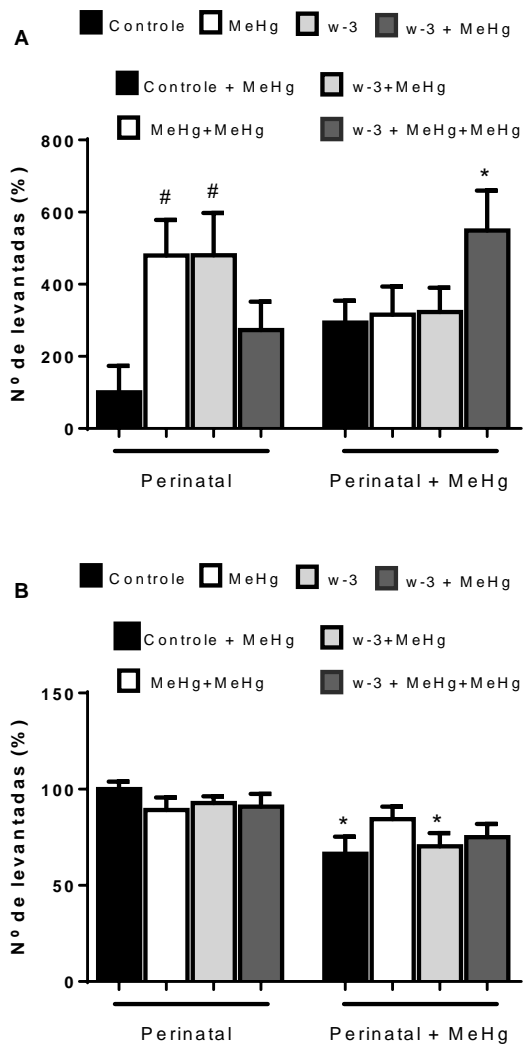 A
Controle MeHg w-3 w-3 + MeHg
Controle + MeHg w-3+MeHg
MeHg+MeHg w-3 + MeHg+MeHg
Nº de levantadas (%)
800
600
400
200
0
# # *
Perinatal Perinatal + MeHg
B
Controle MeHg w-3 w-3 + MeHg
Controle + MeHg w-3+MeHg
MeHg+MeHg w-3 + MeHg+MeHg
Nº de levantadas (%)
150
100
50
0
* *
Perinatal Perinatal + MeHg